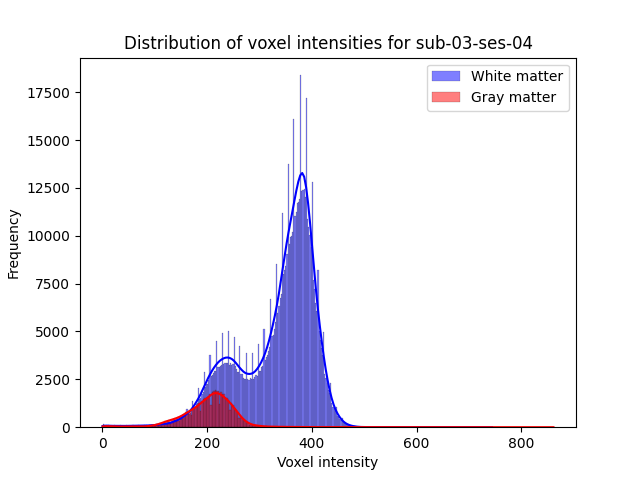 Distribution of voxel intensities for sub-03-ses-04
White matter
Gray matter
17500
15000
12500
10000
7500
5000
2500
0
Frequency
0 200 400 600 800
Voxel intensity